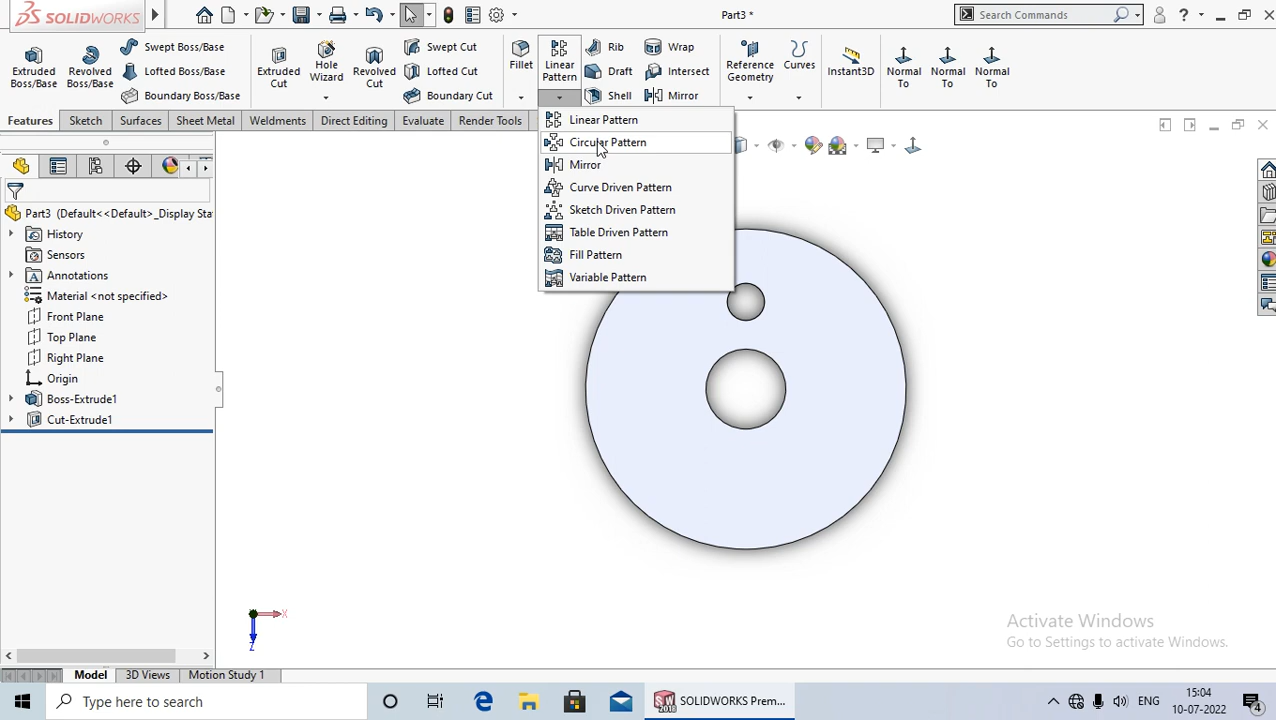 SOLIDWORKS
Part3 *
Search Commands
Extruded Boss/Base
Revolved Boss/Base
Swept Boss/Base
Lofted Boss/Base
Boundary Boss/Base
Extruded Cut
Hole Wizard
Revolved Cut
Swept Cut
Lofted Cut
Boundary Cut
Fillet
Linear Pattern
Rib
Draft
Shell
Wrap
Intersect
Mirror
Reference Geometry
Curves
Instant3D
Normal To
Normal To
Normal To
Features
Sketch
Surfaces
Sheet Metal
Weldments
Direct Editing
Evaluate
Render Tools
Linear Pattern
Circular Pattern
Mirror
Curve Driven Pattern
Sketch Driven Pattern
Table Driven Pattern
Fill Pattern
Variable Pattern
Part3 (Default<<Default>_Display Sta
History
Sensors
Annotations
Material <not specified>
Front Plane
Top Plane
Right Plane
Origin
Boss-Extrude1
Cut-Extrude1
X
Z
Activate Windows
Go to Settings to activate Windows.
Model
3D Views
Motion Study 1
Type here to search
SOLIDWORKS Prem...
ENG
15:04
10-07-2022
4